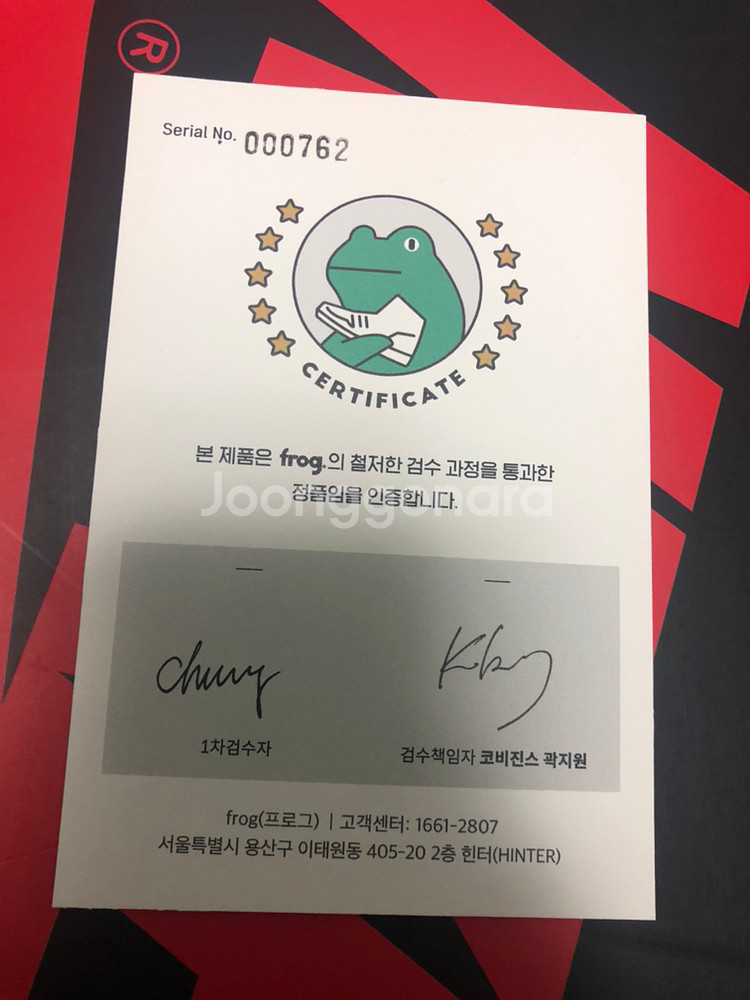 ®
Serial No. 000762
CERTIFICATE
본 제품은 frog.의 철저한 검수 과정을 통과한
정품임을 인증합니다.
Joonggonara
1차검수자
검수책임자 코비진스 곽지원
frog(프로그) | 고객센터: 1661-2807
서울특별시 용산구 이태원동 405-20 2층 힌터(HINTER)